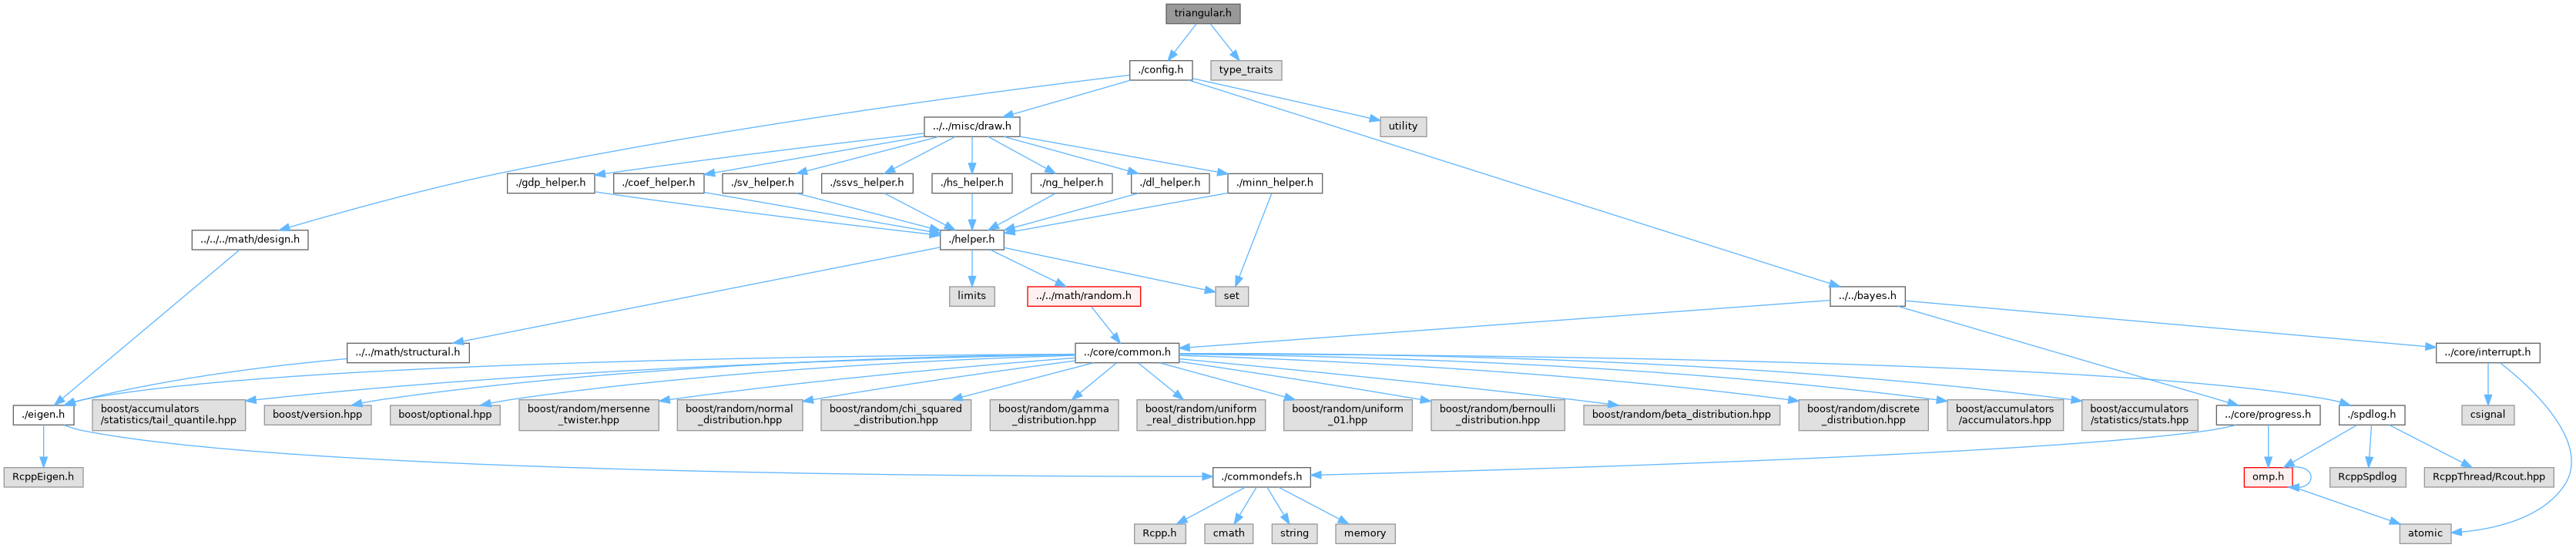 triangular.h
./config.h
type_traits
../../misc/draw.h
utility
./gdp_helper.h
./coef_helper.h
./sv_helper.h
./ssvs_helper.h
./hs_helper.h
./ng_helper.h
./dl_helper.h
./minn_helper.h
../../../math/design.h
./helper.h
limits
../../math/random.h
set
../../bayes.h
../../math/structural.h
../core/common.h
../core/interrupt.h
./eigen.h
boost/accumulators
/statistics/tail_quantile.hpp
boost/version.hpp
boost/optional.hpp
boost/random/mersenne
_twister.hpp
boost/random/normal
_distribution.hpp
boost/random/chi_squared
_distribution.hpp
boost/random/gamma
_distribution.hpp
boost/random/uniform
_real_distribution.hpp
boost/random/uniform
_01.hpp
boost/random/bernoulli
_distribution.hpp
boost/random/beta_distribution.hpp
boost/random/discrete
_distribution.hpp
boost/accumulators
/accumulators.hpp
boost/accumulators
/statistics/stats.hpp
../core/progress.h
./spdlog.h
csignal
RcppEigen.h
./commondefs.h
omp.h
RcppSpdlog
RcppThread/Rcout.hpp
Rcpp.h
cmath
string
memory
atomic